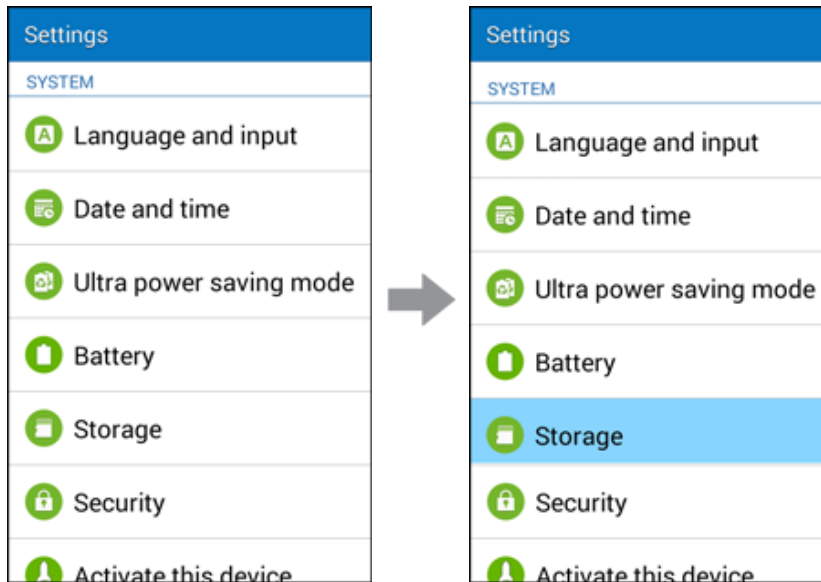 Settings
SYSTEM
Language and input
Date and time
Ultra power saving mode
Battery
Storage
Security
Activate this device
Settings
SYSTEM
Language and input
Date and time
Ultra power saving mode
Battery
Storage
Security
Activate this device